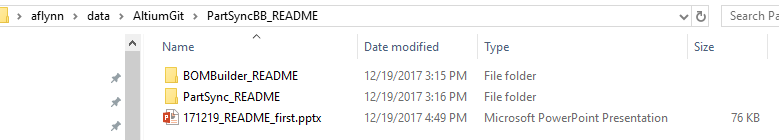 aflynn > data > AltiumGit > PartSyncBB_README
Search Pa
Name Date modified Type Size
BOMBuilder_README 12/19/2017 3:15 PM File folder
PartSync_README 12/19/2017 3:16 PM File folder
171219_README_first.pptx 12/19/2017 4:49 PM Microsoft PowerPoint Presentation 76 KB